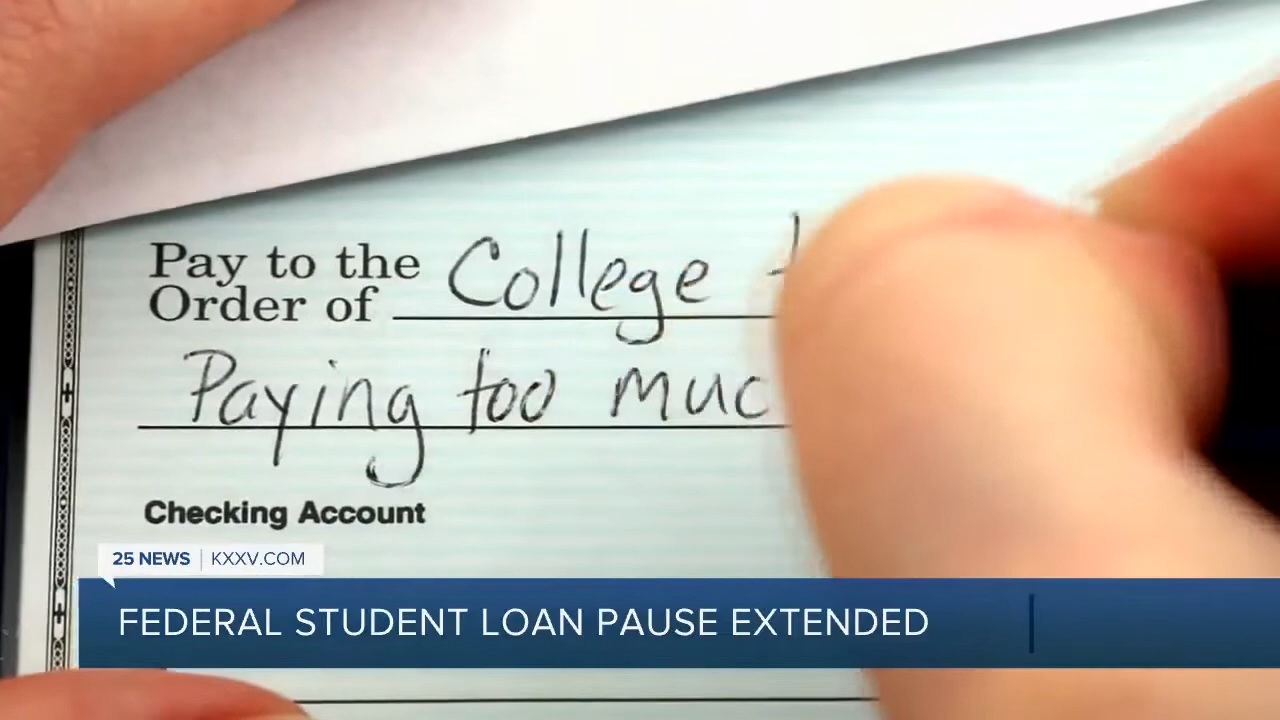 Pay to the
Order of College
Paying too muc
Checking Account
25 NEWS | KXXV.COM
FEDERAL STUDENT LOAN PAUSE EXTENDED